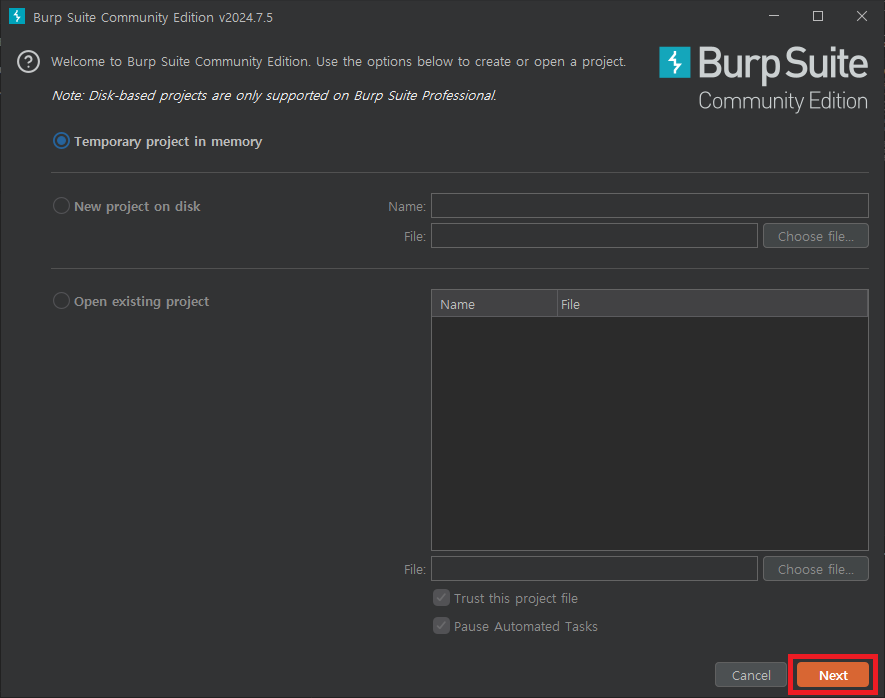 Burp Suite Community Edition v2024.7.5
Welcome to Burp Suite Community Edition. Use the options below to create or open a project.
Note: Disk-based projects are only supported on Burp Suite Professional.
Burp Suite
Community Edition
Temporary project in memory
New project on disk
Name:
File:
Choose file...
Open existing project
Name
File
File:
Choose file...
Trust this project file
Pause Automated Tasks
Cancel
Next